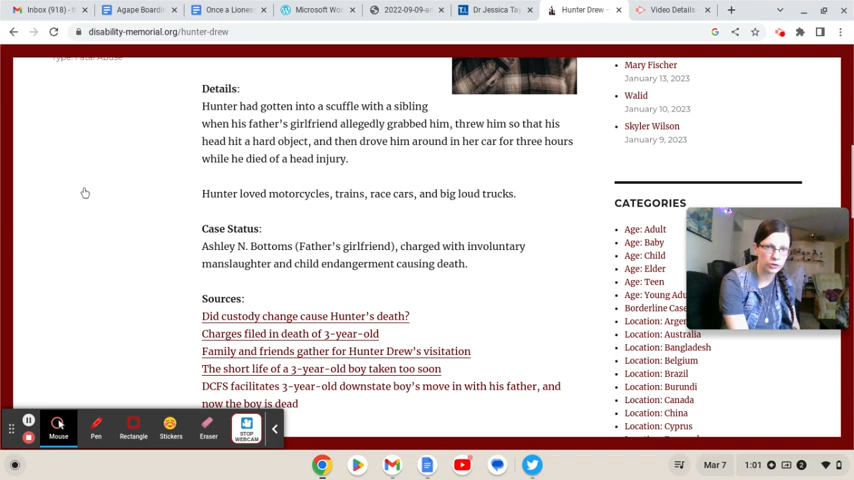 Inbox (918) -
Agape Boardi
Once a Liones
Microsoft Wo
2022-09-09-a
Dr Jessica Tay
Hunter Drew –
Video Details
disability-memorial.org/hunter-drew
Type: Fatal Abuse
Details:
Hunter had gotten into a scuffle with a sibling
when his father's girlfriend allegedly grabbed him, threw him so that his
head hit a hard object, and then drove him around in her car for three hours
while he died of a head injury.
Hunter loved motorcycles, trains, race cars, and big loud trucks.
Case Status:
Ashley N. Bottoms (Father's girlfriend), charged with involuntary
manslaughter and child endangerment causing death.
Sources:
Did custody change cause Hunter's death?
Charges filed in death of 3-year-old
Family and friends gather for Hunter Drew's visitation
The short life of a 3-year-old boy taken too soon
DCFS facilitates 3-year-old downstate boy's move in with his father, and
now the boy is dead
Mary Fischer
January 13, 2023
Walid
January 10, 2023
Skyler Wilson
January 9, 2023
CATEGORIES
Age: Adult
Age: Baby
Age: Child
Age: Elder
Age: Teen
Age: Young Adu
Borderline Case
Location: Argen
Location: Australia
Location: Bangladesh
Location: Belgium
Location: Brazil
Location: Burundi
Location: Canada
Location: China
Location: Cyprus
Mouse
Pen
Rectangle
Stickers
Eraser
STOP
WEBCAM
Mar 7
1:01
2